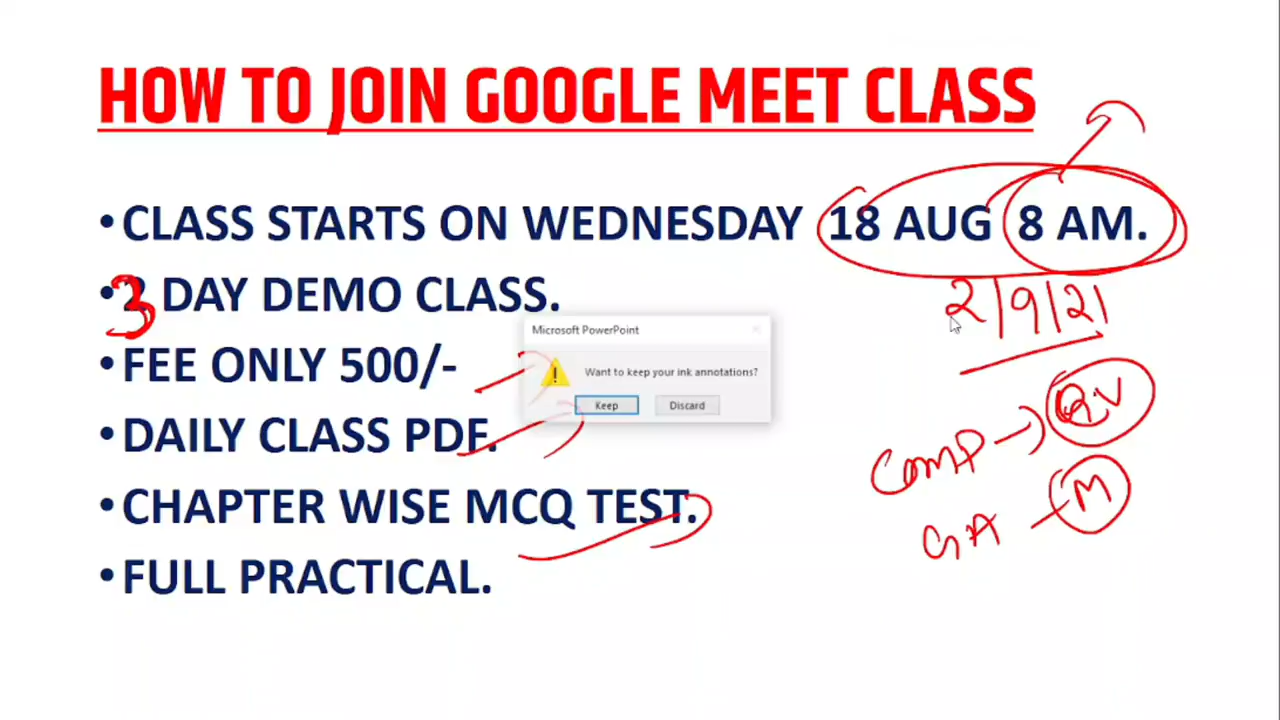 HOW TO JOIN GOOGLE MEET CLASS
•CLASS STARTS ON WEDNESDAY 18 AUG 8 AM.
•3 DAY DEMO CLASS.
2/9/21
Microsoft PowerPoint
•FEE ONLY 500/-
Want to keep your ink annotations?
Keep Discard
•DAILY CLASS PDF.
COMP
•CHAPTER WISE MCQ TEST.
M
GA
•FULL PRACTICAL.